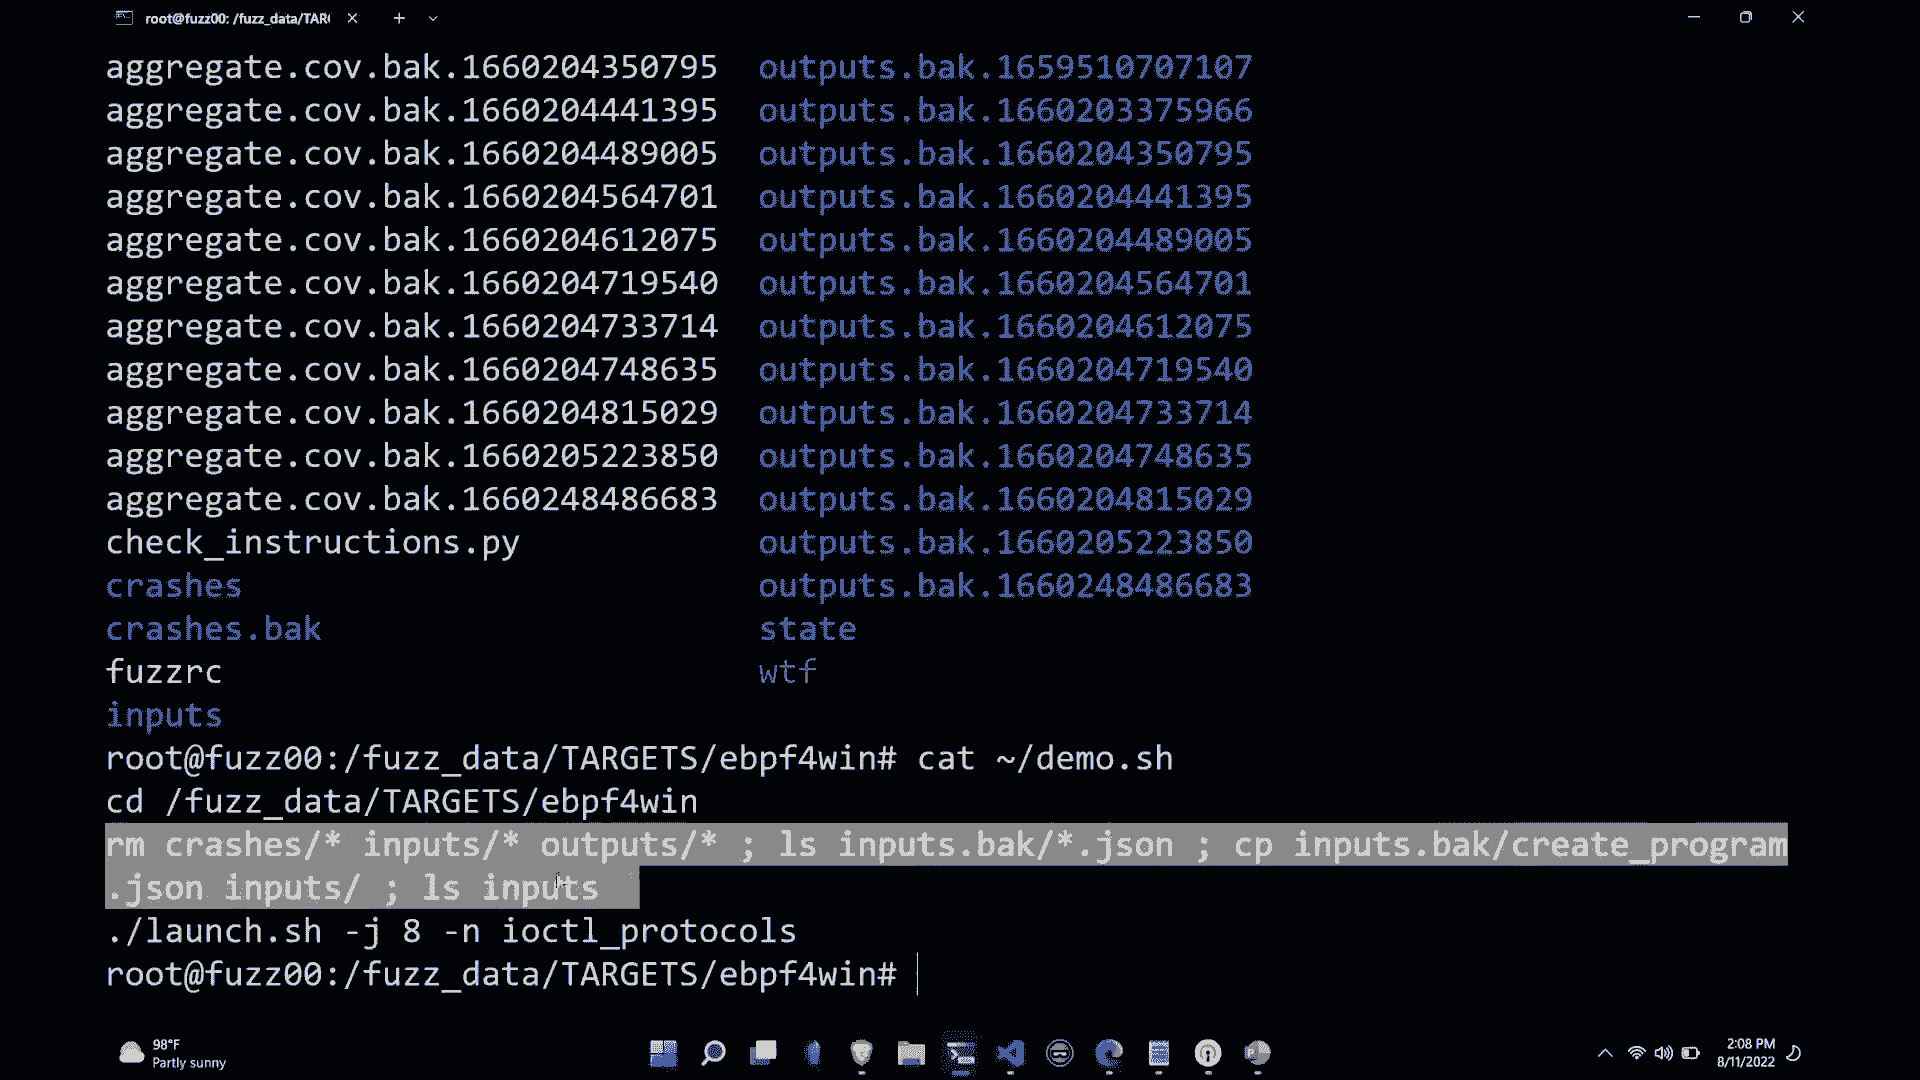 root@fuzz00: /fuzz_data/TAR
aggregate.cov.bak.1660204350795 outputs.bak.1659510707107
aggregate.cov.bak.1660204441395 outputs.bak.1660203375966
aggregate.cov.bak.1660204489005 outputs.bak.1660204350795
aggregate.cov.bak.1660204564701 outputs.bak.1660204441395
aggregate.cov.bak.1660204612075 outputs.bak.1660204489005
aggregate.cov.bak.1660204719540 outputs.bak.1660204564701
aggregate.cov.bak.1660204733714 outputs.bak.1660204612075
aggregate.cov.bak.1660204748635 outputs.bak.1660204719540
aggregate.cov.bak.1660204815029 outputs.bak.1660204733714
aggregate.cov.bak.1660205223850 outputs.bak.1660204748635
aggregate.cov.bak.1660248486683 outputs.bak.1660204815029
check_instructions.py outputs.bak.1660205223850
crashes outputs.bak.1660248486683
crashes.bak state
fuzzrc wtf
inputs
root@fuzz00:/fuzz_data/TARGETS/ebpf4win# cat ~/demo.sh
cd /fuzz_data/TARGETS/ebpf4win
rm crashes/* inputs/* outputs/* ; ls inputs.bak/*.json ; cp inputs.bak/create_program
.json inputs/ ; ls inputs
./launch.sh -j 8 -n ioctl_protocols
root@fuzz00:/fuzz_data/TARGETS/ebpf4win#
98°F
Partly sunny
2:08 PM
8/11/2022